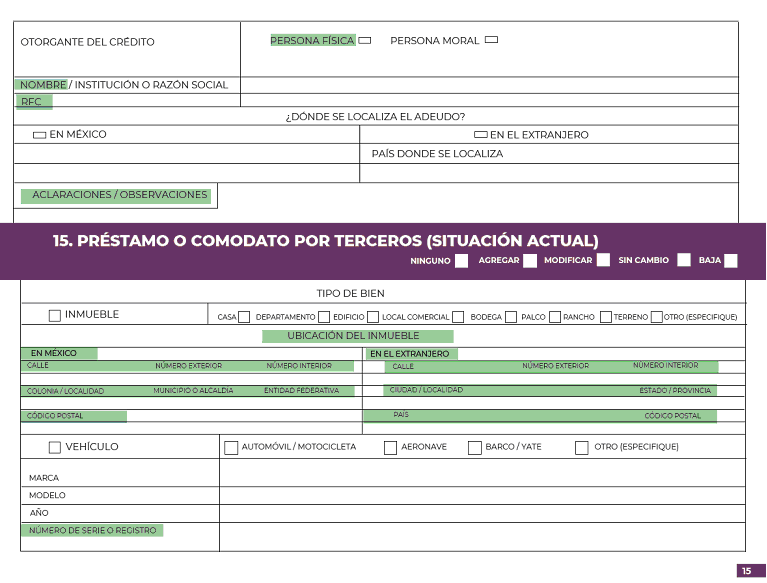 OTORGANTE DEL CRÉDITO PERSONA FÍSICA PERSONA MORAL
NOMBRE / INSTITUCIÓN O RAZÓN SOCIAL
RFC
¿DÓNDE SE LOCALIZA EL ADEUDO?
EN MÉXICO EN EL EXTRANJERO
PAÍS DONDE SE LOCALIZA
ACLARACIONES / OBSERVACIONES
15. PRÉSTAMO O COMODATO POR TERCEROS (SITUACIÓN ACTUAL)
NINGUNO AGREGAR MODIFICAR SIN CAMBIO BAJA
TIPO DE BIEN
INMUEBLE CASA DEPARTAMENTO EDIFICIO LOCAL COMERCIAL BODEGA PALCO RANCHO TERRENO OTRO (ESPECIFIQUE)
UBICACIÓN DEL INMUEBLE
EN MÉXICO EN EL EXTRANJERO
CALLE NÚMERO EXTERIOR NÚMERO INTERIOR CALLE NÚMERO EXTERIOR NÚMERO INTERIOR
COLONIA / LOCALIDAD MUNICIPIO O ALCALDÍA ENTIDAD FEDERATIVA CIUDAD / LOCALIDAD ESTADO / PROVINCIA
CÓDIGO POSTAL PAÍS CÓDIGO POSTAL
VEHÍCULO AUTOMÓVIL / MOTOCICLETA AERONAVE BARCO / YATE OTRO (ESPECIFIQUE)
MARCA
MODELO
AÑO
NÚMERO DE SERIE O REGISTRO
15